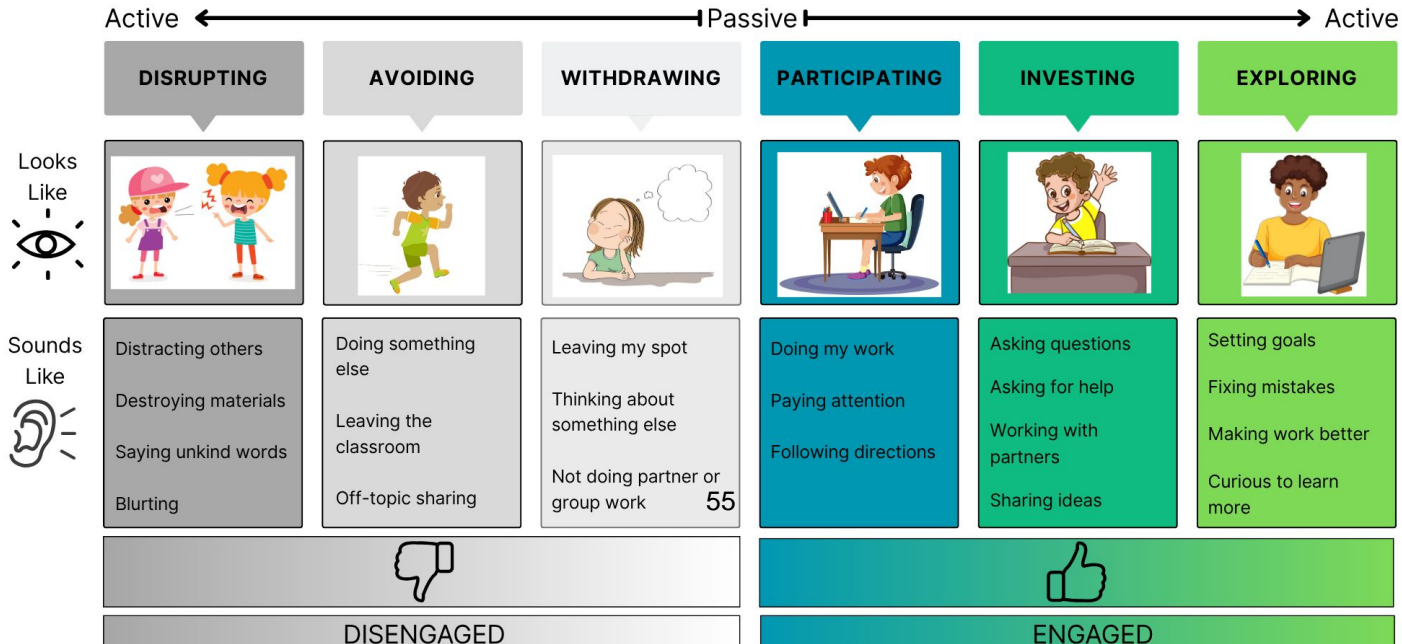 Active Passive Active
DISRUPTING
AVOIDING
WITHDRAWING
PARTICIPATING
INVESTING
EXPLORING
Looks
Like
Sounds
Like
Distracting others
Destroying materials
Saying unkind words
Blurting
Doing something
else
Leaving the
classroom
Off-topic sharing
Leaving my spot
Thinking about
something else
Not doing partner or
group work
55
Doing my work
Paying attention
Following directions
Asking questions
Asking for help
Working with
partners
Sharing ideas
Setting goals
Fixing mistakes
Making work better
Curious to learn
more
DISENGAGED
ENGAGED